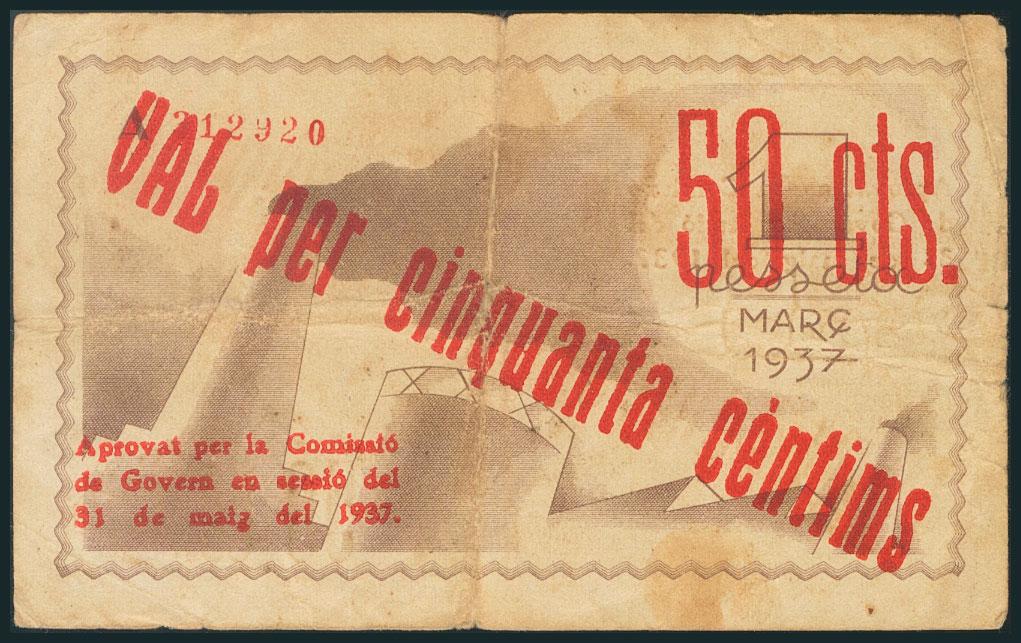 A 212920
VAL per cinquanta cèntims
50 cts.
1
pesseta
MARÇ
1937
Aprovat per la Comissió
de Govern en sessió del
31 de maig del 1937.